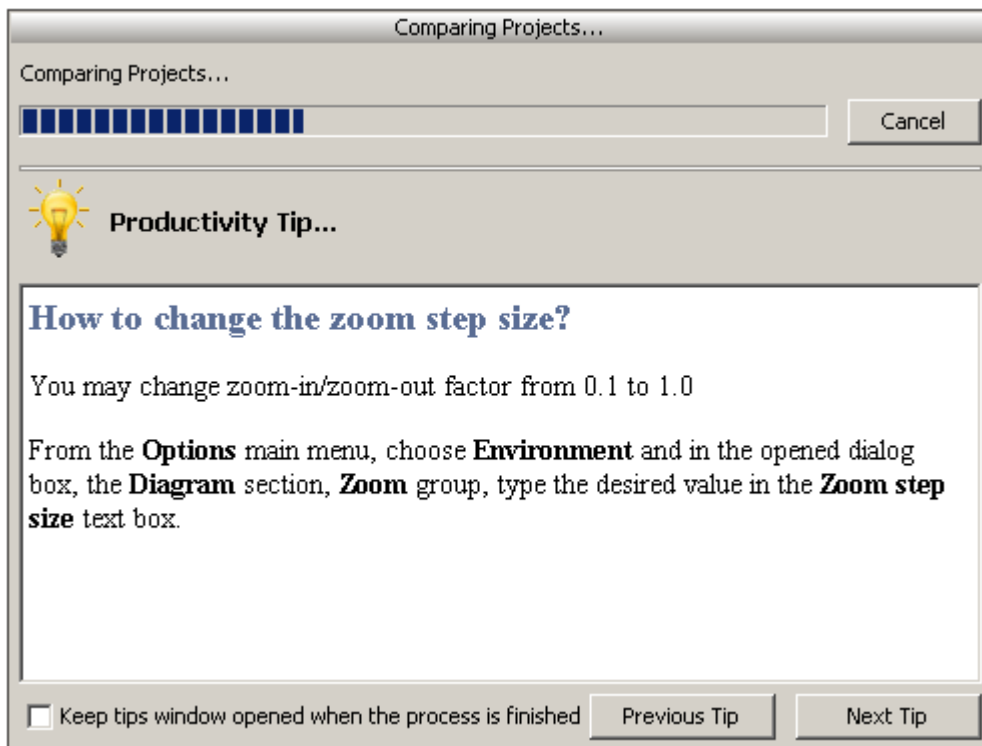 Comparing Projects...
Comparing Projects...
Cancel
Productivity Tip...
How to change the zoom step size?
You may change zoom-in/zoom-out factor from 0.1 to 1.0
From the Options main menu, choose Environment and in the opened dialog
box, the Diagram section, Zoom group, type the desired value in the Zoom step
size text box.
Keep tips window opened when the process is finished
Previous Tip
Next Tip